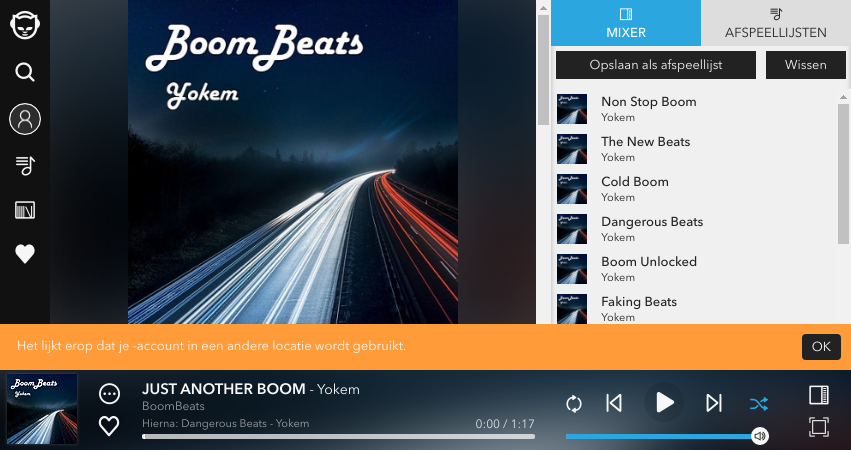 Boom Beats
Yokem
MIXER
AFSPEELLIJSTEN
Opslaan als afspeellijst
Wissen
Non Stop Boom
Yokem
The New Beats
Yokem
Cold Boom
Yokem
Dangerous Beats
Yokem
Boom Unlocked
Yokem
Faking Beats
Yokem
Het lijkt erop dat je -account in een andere locatie wordt gebruikt.
OK
Boom Beats
Yokem
JUST ANOTHER BOOM - Yokem
BoomBeats
Hierna: Dangerous Beats - Yokem
0:00 / 1:17